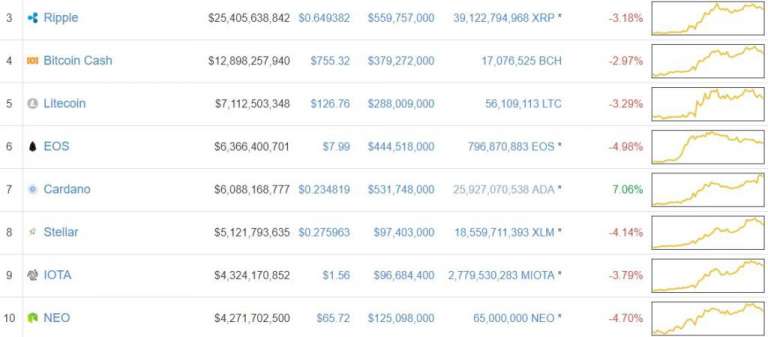 3 Ripple $25,405,638,842 $0.649382 $559,757,000 39,122,794,968 XRP * -3.18%
4 Bitcoin Cash $12,898,257,940 $755.32 $379,272,000 17,076,525 BCH -2.97%
5 Litecoin $7,112,503,348 $126.76 $288,009,000 56,109,113 LTC -3.29%
6 EOS $6,366,400,701 $7.99 $444,518,000 796,870,883 EOS * -4.98%
7 Cardano $6,088,168,777 $0.234819 $531,748,000 25,927,070,538 ADA * 7.06%
8 Stellar $5,121,793,635 $0.275963 $97,403,000 18,559,711,393 XLM * -4.14%
9 IOTA $4,324,170,852 $1.56 $96,684,400 2,779,530,283 MIOTA * -3.79%
10 NEO $4,271,702,500 $65.72 $125,098,000 65,000,000 NEO * -4.70%